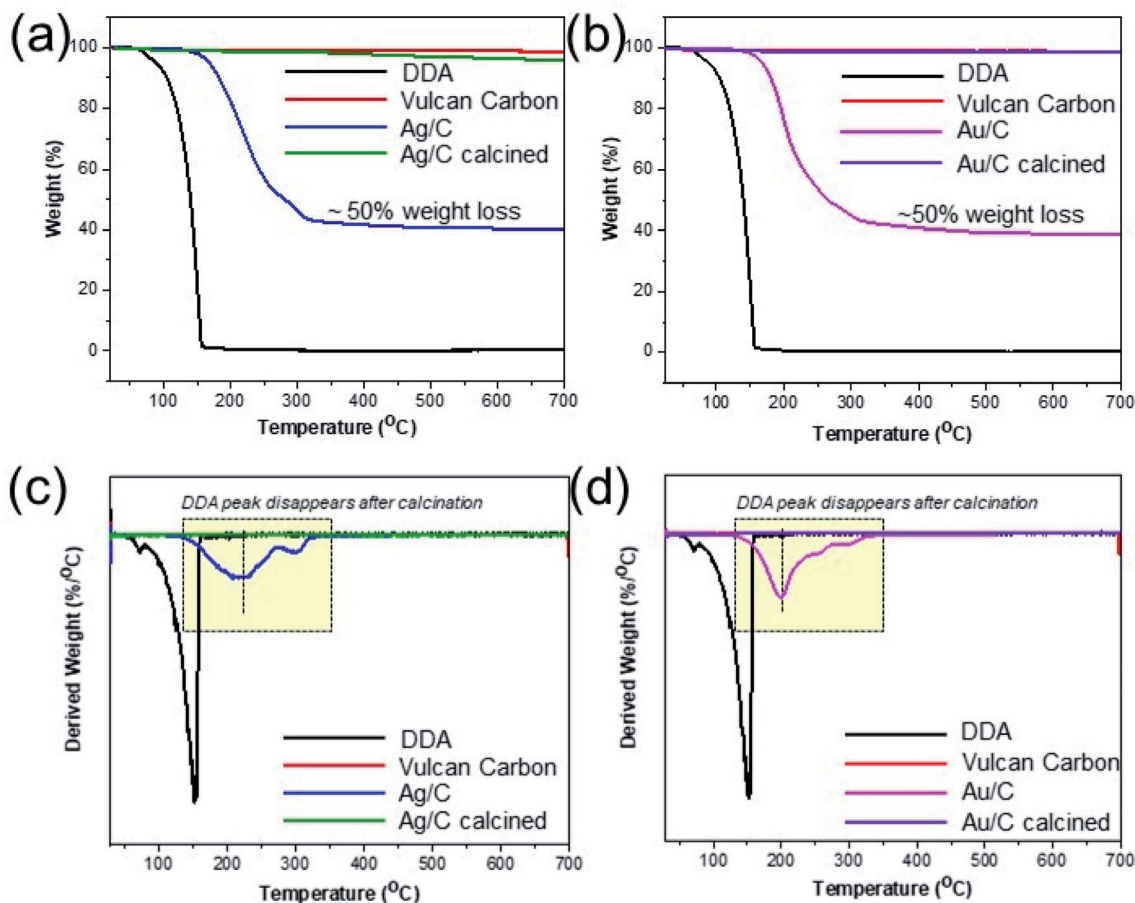 (a)
100
80
60
40
20
0
Weight (%)
DDA
Vulcan Carbon
Ag/C
Ag/C calcined
~ 50% weight loss
100 200 300 400 500 600 700
Temperature (ºC)
(b)
100
80
60
40
20
0
Weight (%/)
DDA
Vulcan Carbon
Au/C
Au/C calcined
~50% weight loss
100 200 300 400 500 600 700
Temperature (ºC)
(c)
DDA peak disappears after calcination
Derived Weight (%/ºC)
DDA
Vulcan Carbon
Ag/C
Ag/C calcined
100 200 300 400 500 600 700
Temperature (ºC)
(d)
DDA peak disappears after calcination
Derived Weight (%/ºC)
DDA
Vulcan Carbon
Au/C
Au/C calcined
100 200 300 400 500 600 700
Temperature (ºC)